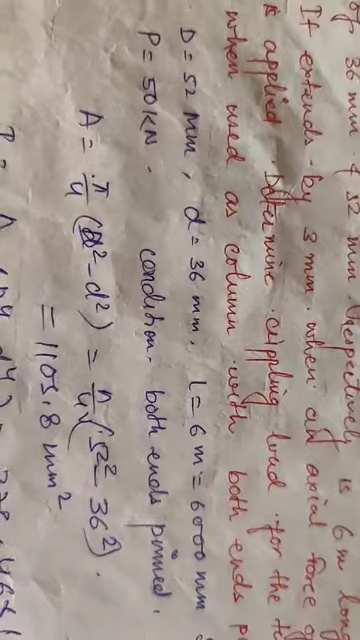 of 36 mm & 52 mm respectively is 6m long
It extends by 3 mm. when an axial force
is applied. Determine crippling load for the
when used as column with both ends
D = 52 mm, d = 36 mm, l = 6 m = 6000 mm
P = 50 KN. condition - both ends pinned.
A = π/4 (D² - d²) = π/4 (52² 36²).
= 1105.8 mm²